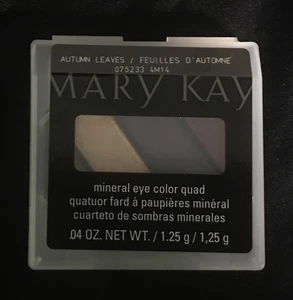 AUTUMN LEAVES / FEUILLES D'AUTOMNE
075233 4M14
MARY KAY
mineral eye color quad
quatuor fard à paupières minéral
cuarteto de sombras minerales
.04 OZ. NET WT. / 1.25 g / 1,25 g